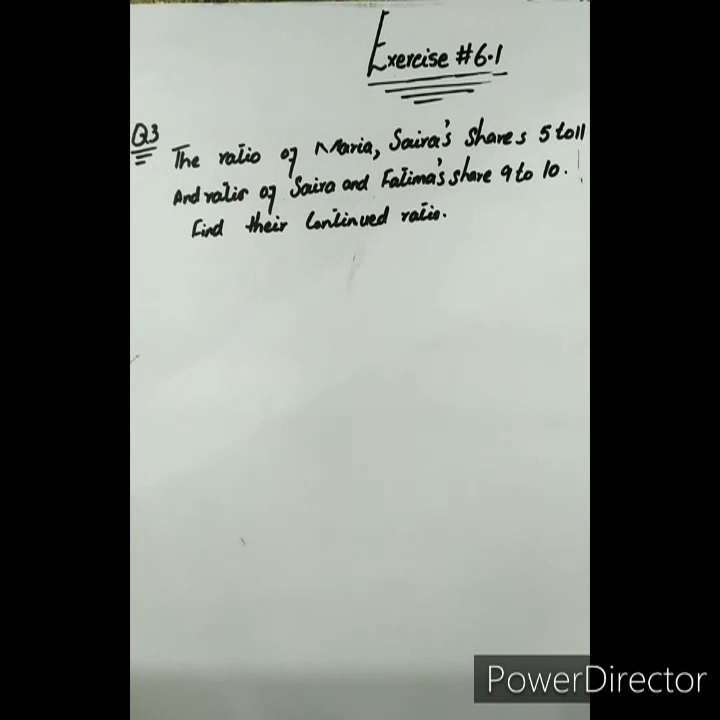 Exercise #6.1
Q3
The ratio of Maria, Saira's shares 5 to 11
And ratio of Saira and Fatima's share 9 to 10.
Find their Continued ratio.
PowerDirector